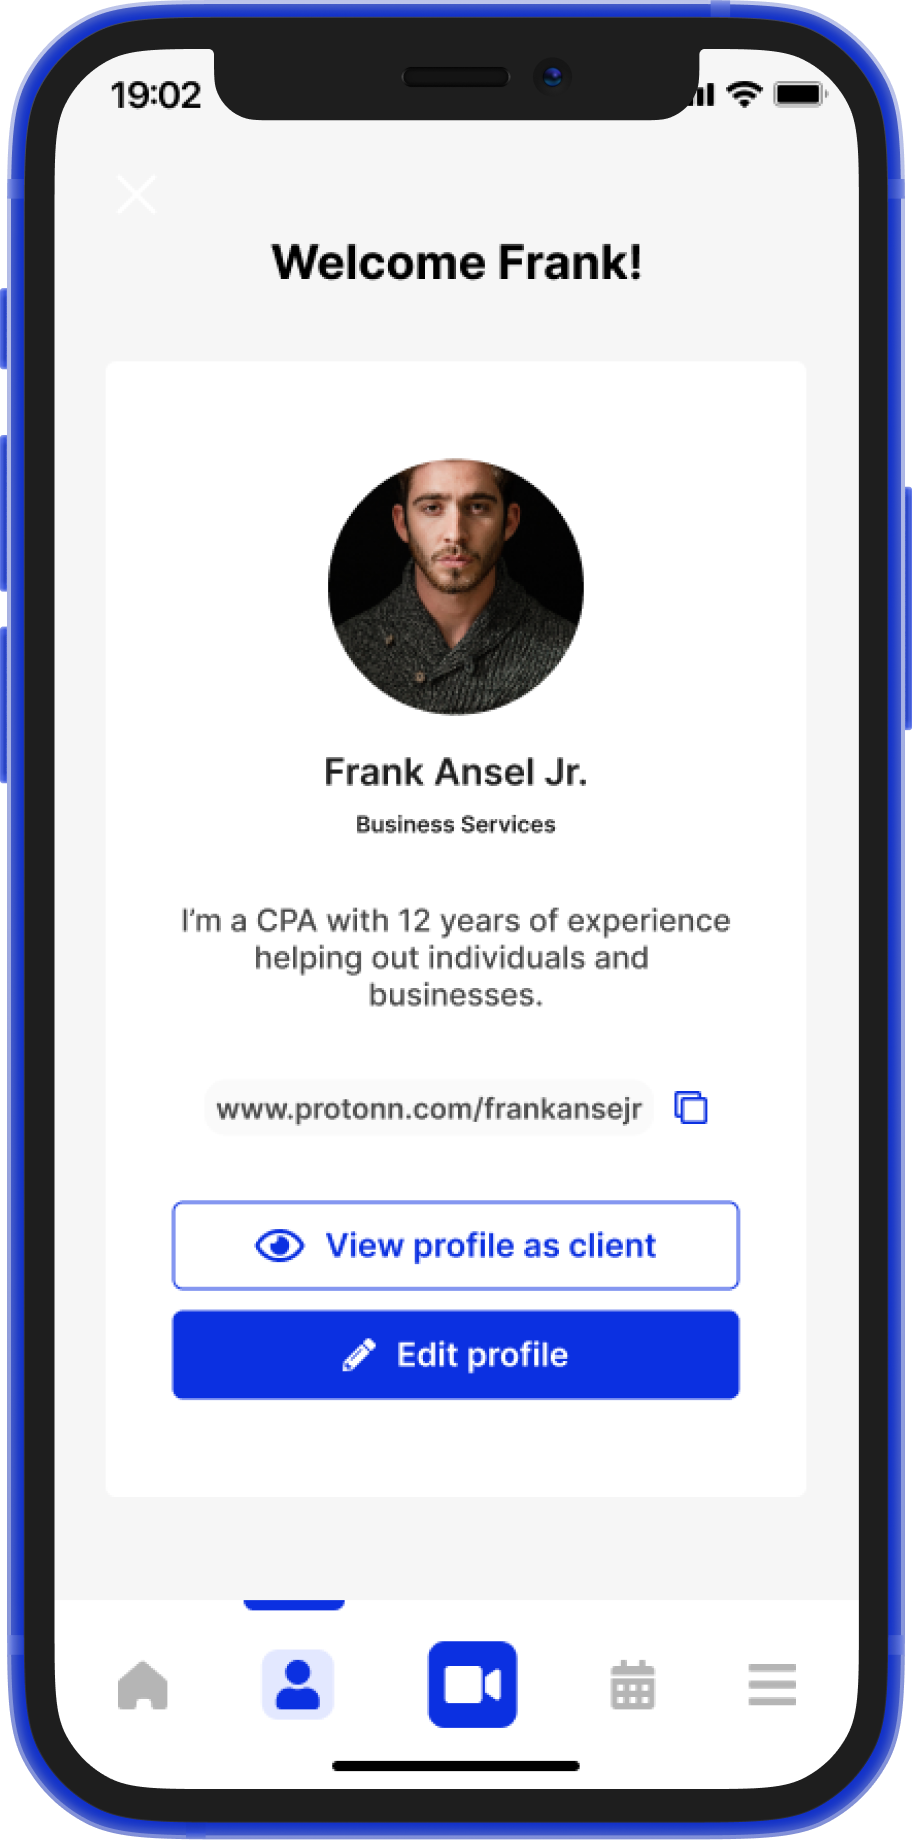 19:02
Welcome Frank!
Frank Ansel Jr.
Business Services
I'm a CPA with 12 years of experience
helping out individuals and
businesses.
www.protonn.com/frankansejr
View profile as client
Edit profile